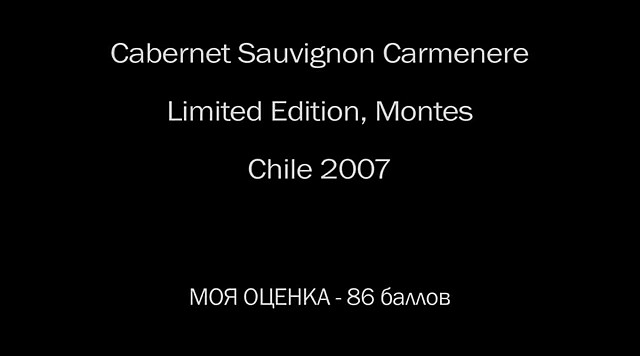 Cabernet Sauvignon Carmenere
Limited Edition, Montes
Chile 2007
МОЯ ОЦЕНКА - 86 баллов